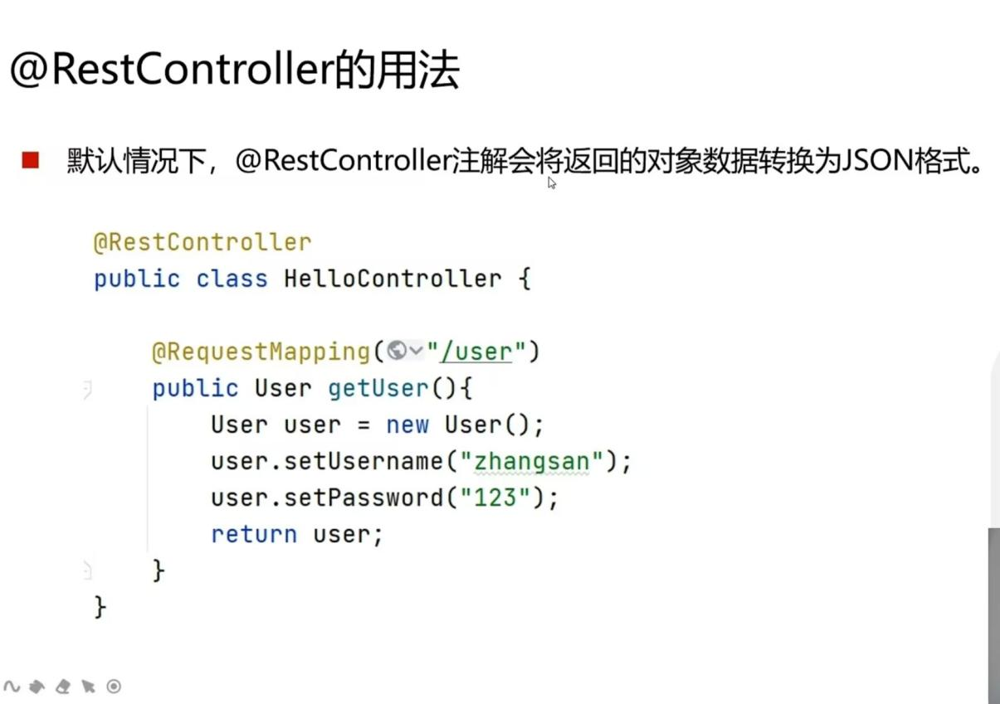 @RestController的用法
默认情况下，@RestController注解会将返回的对象数据转换为JSON格式。
@RestController
public class HelloController {
@RequestMapping("/user")
public User getUser(){
User user = new User();
user.setUsername("zhangsan");
user.setPassword("123");
return user;
}
}